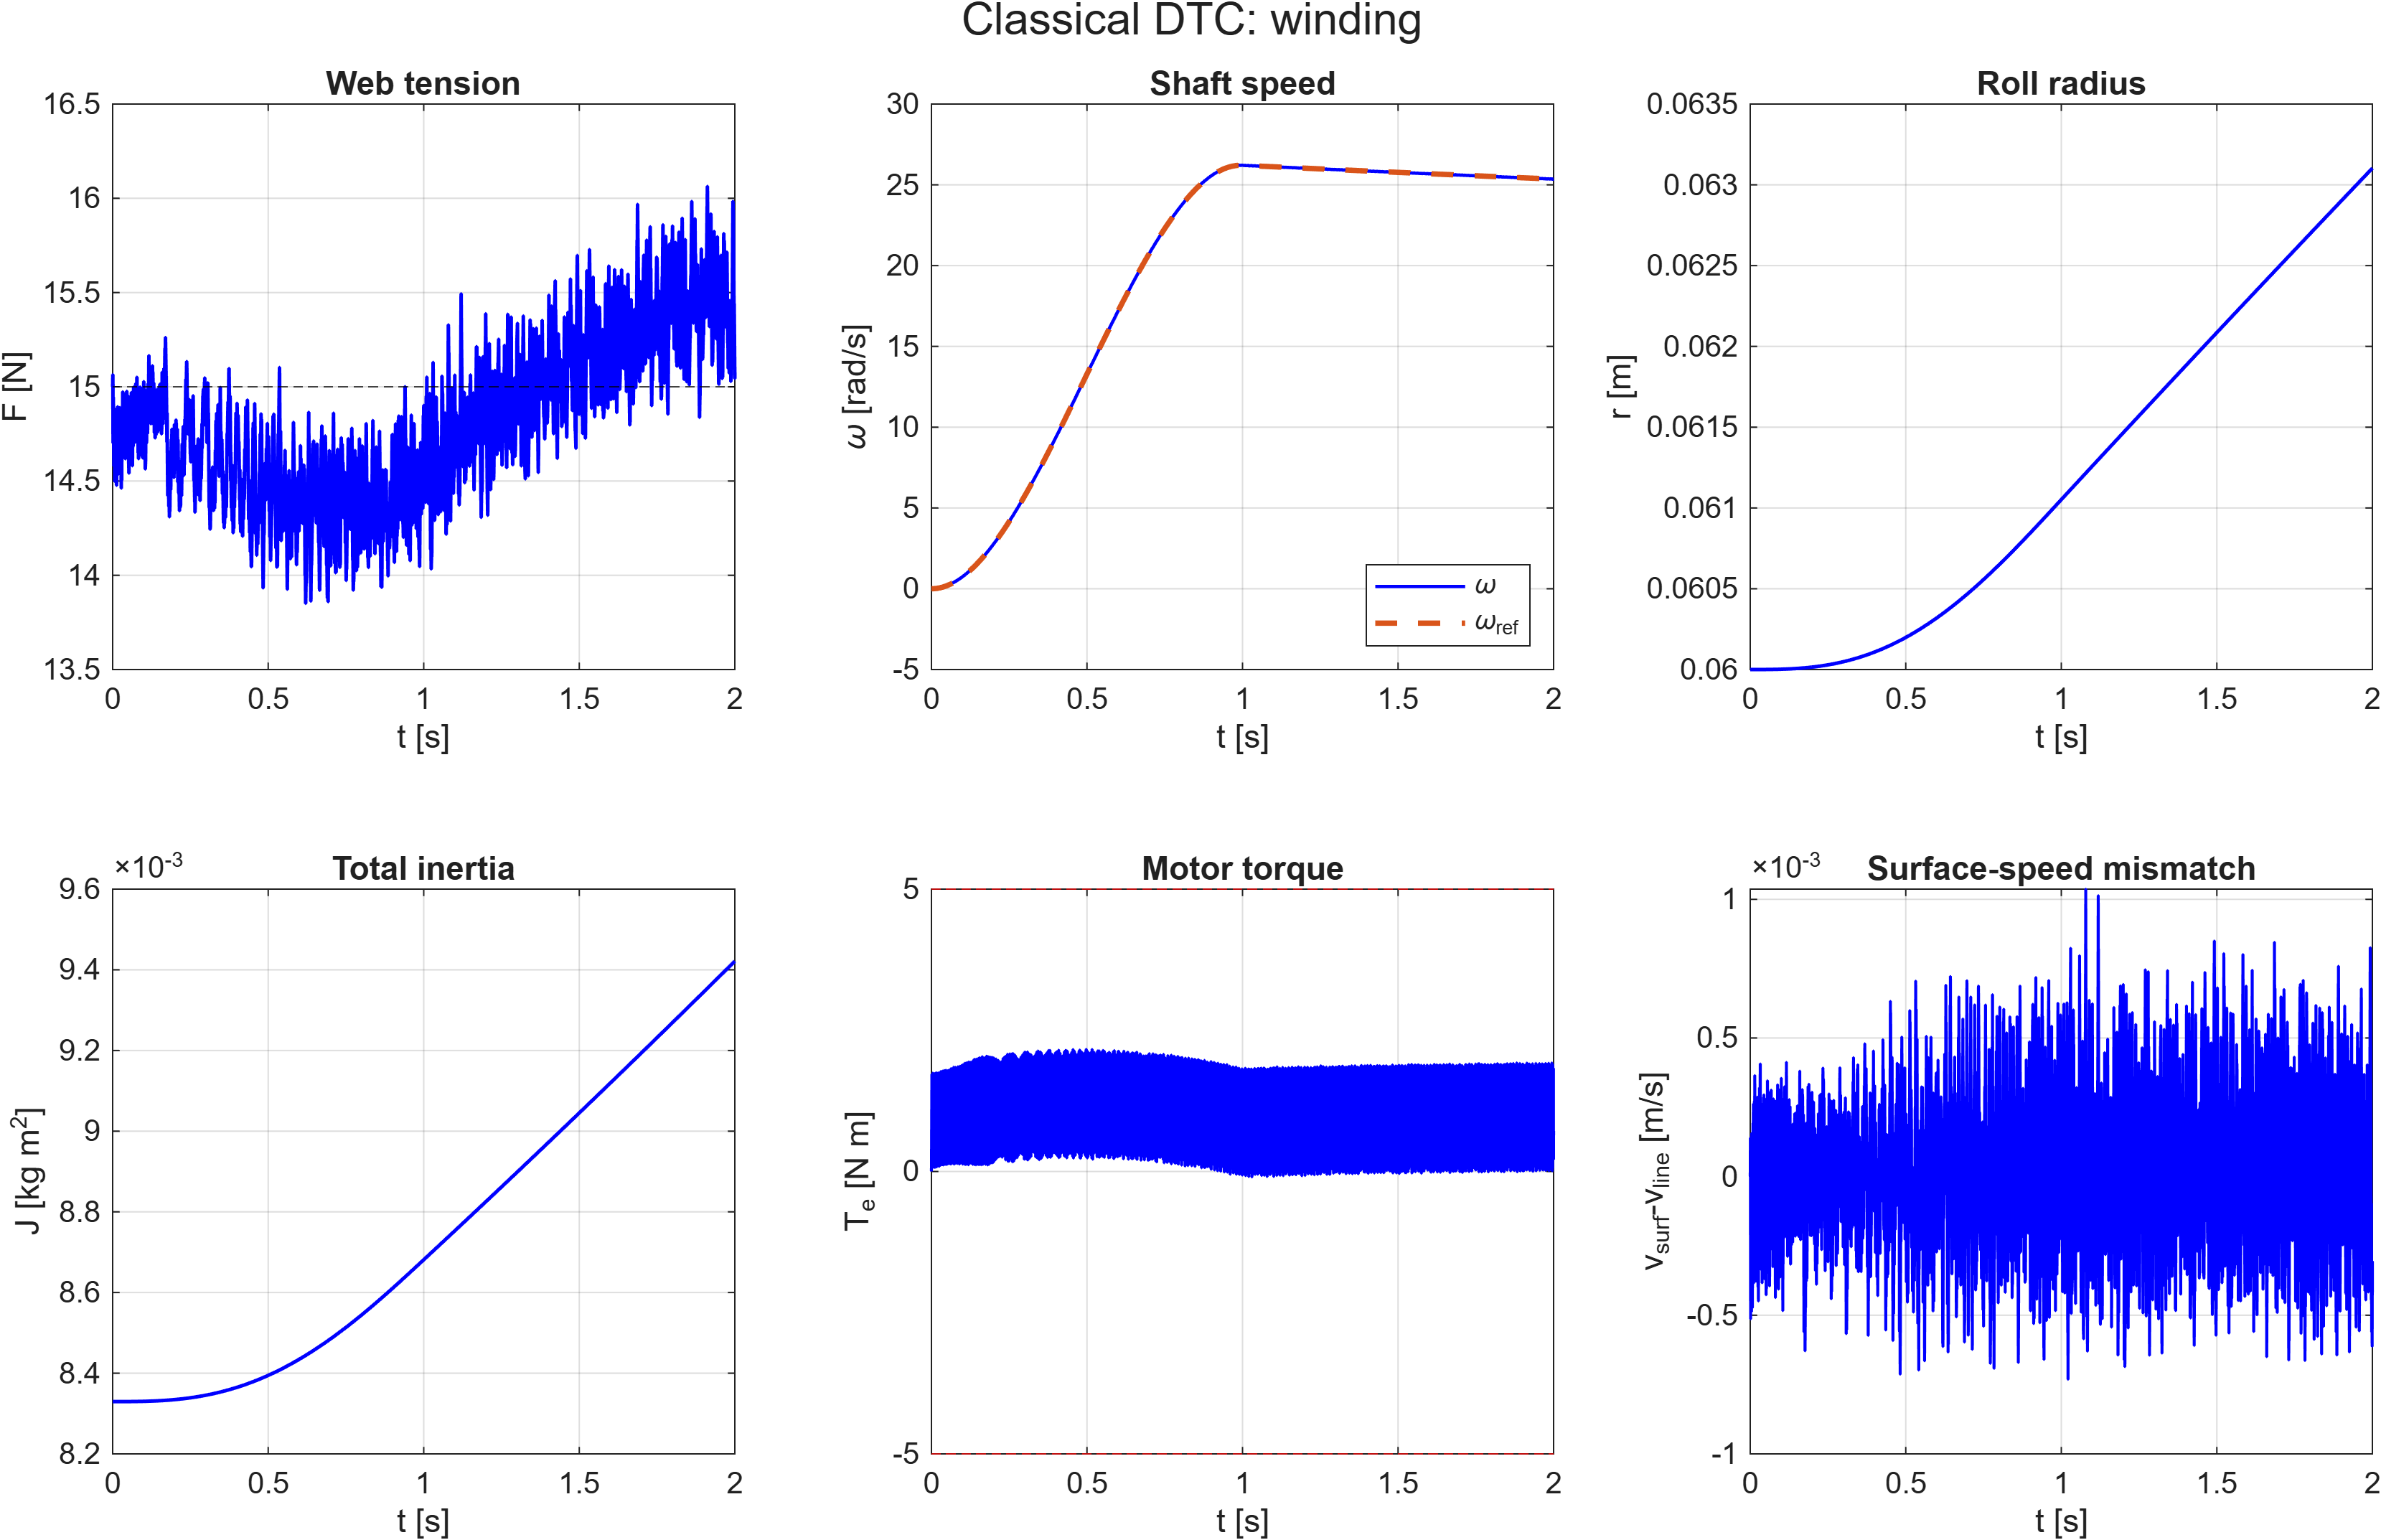 Classical DTC: winding
Web tension
16.5
16
15.5
15
14.5
14
13.5
F [N]
0 0.5 1 1.5 2
t [s]
Shaft speed
30
25
20
15
10
5
0
-5
ω [rad/s]
ω
ω_ref
0 0.5 1 1.5 2
t [s]
Roll radius
0.0635
0.063
0.0625
0.062
0.0615
0.061
0.0605
0.06
r [m]
0 0.5 1 1.5 2
t [s]
×10^-3
Total inertia
9.6
9.4
9.2
9
8.8
8.6
8.4
8.2
J [kg m^2]
0 0.5 1 1.5 2
t [s]
Motor torque
5
0
-5
T_e [N m]
0 0.5 1 1.5 2
t [s]
×10^-3
Surface-speed mismatch
1
0.5
0
-0.5
-1
v_surf-v_line [m/s]
0 0.5 1 1.5 2
t [s]